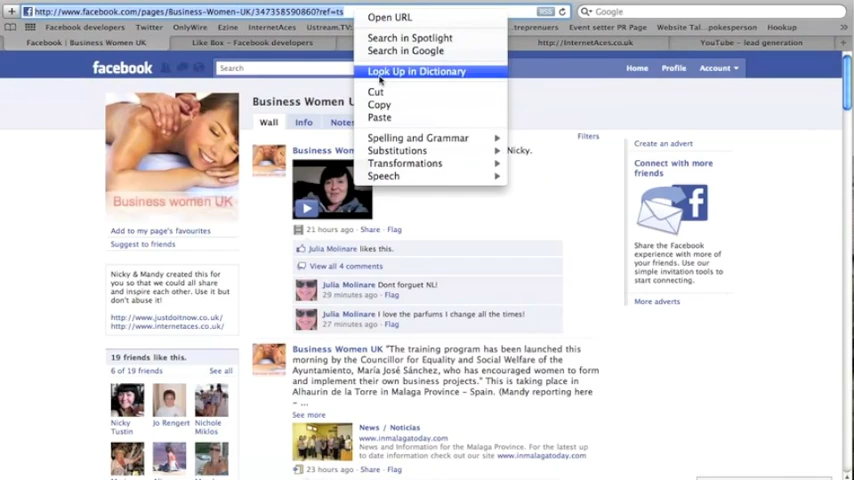 http://www.facebook.com/pages/Business-Women-UK/347358590386?ref=ts
RSS
Google
Facebook developers Twitter OnlyWire Ezine InternetAces Ustream.TV: Event setter PR Page Website Tal...pokesperson Hookup
Facebook | Business Women UK
Like Box - Facebook developers
http://InternetAces.co.uk
YouTube - lead generation
Open URL
Search in Spotlight
Search in Google
Look Up in Dictionary
Cut
Copy
Paste
Spelling and Grammar
Substitutions
Transformations
Speech
facebook
Search
Home Profile Account
Business Women U
Wall Info Notes
Filters
Business women UK
Add to my page's favourites
Suggest to friends
Nicky & Mandy created this for
you so that we could all share
and inspire each other. Use it but
don't abuse it!
http://www.justdoitnow.co.uk/
http://www.internetaces.co.uk/
19 friends like this.
6 of 19 friends See all
Nicky
Tustin
Jo Rengert
Nichole
Miklos
Business Wom
Nicky.
21 hours ago · Share · Flag
Julia Molinare likes this.
View all 4 comments
Julia Molinare Dont forguet NL!
29 minutes ago · Flag
Julia Molinare I love the parfums I change all the times!
27 minutes ago · Flag
Business Women UK "The training program has been launched this
morning by the Councillor for Equality and Social Welfare of the
Ayuntamiento, María José Sánchez, who has encouraged women to form
and implement their own business projects." This is taking place in
Alhaurin de la Torre in Malaga Province - Spain. (Mandy reporting here
- ...
See more
News / Noticias
www.inmalagatoday.com
News and Information for the Malaga Province. For the latest up
to date information check out our site www.inmalagatoday.com
23 hours ago · Share · Flag
Create an advert
Connect with more
friends
Share the Facebook
experience with more of
your friends. Use our
simple invitation tools to
start connecting.
More adverts